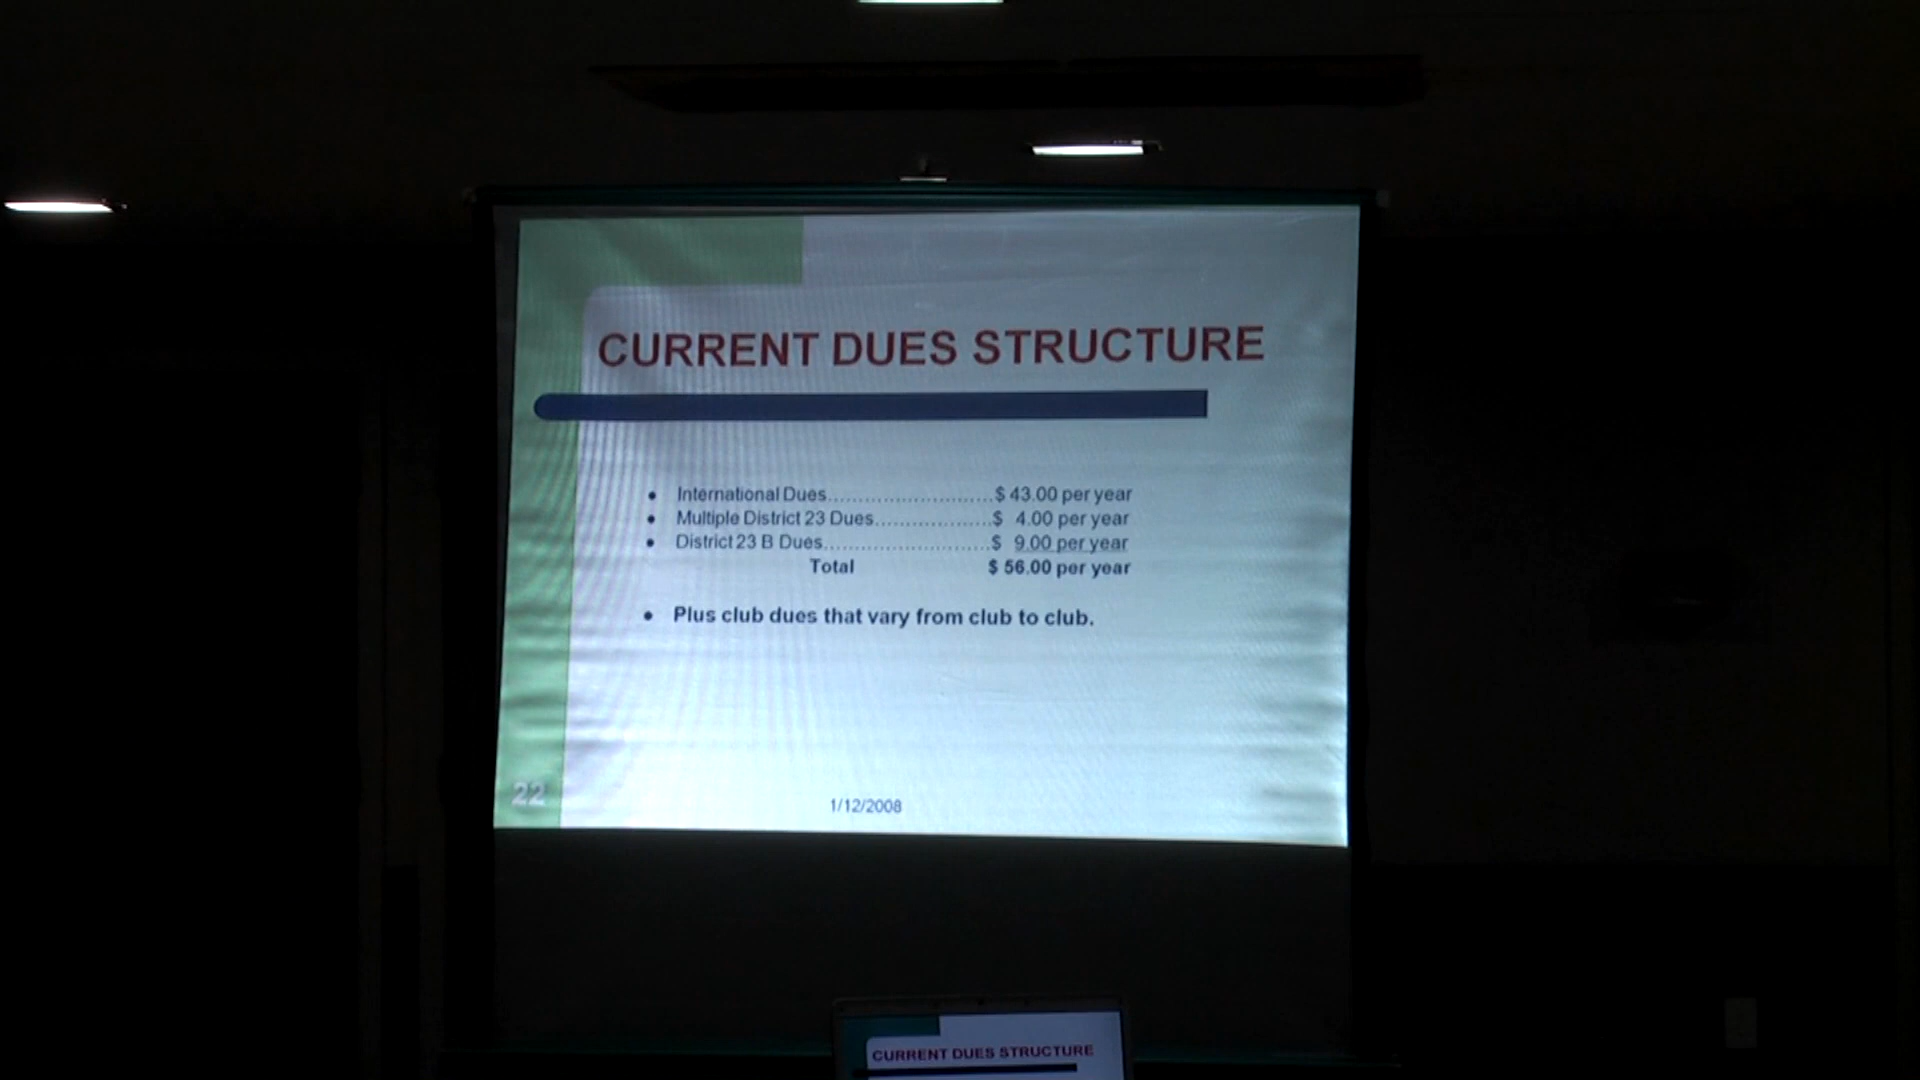 CURRENT DUES STRUCTURE
• International Dues...........................$ 43.00 per year
• Multiple District 23 Dues...................$ 4.00 per year
• District 23 B Dues...........................$ 9.00 per year
Total $ 56.00 per year
• Plus club dues that vary from club to club.
22
1/12/2008
CURRENT DUES STRUCTURE